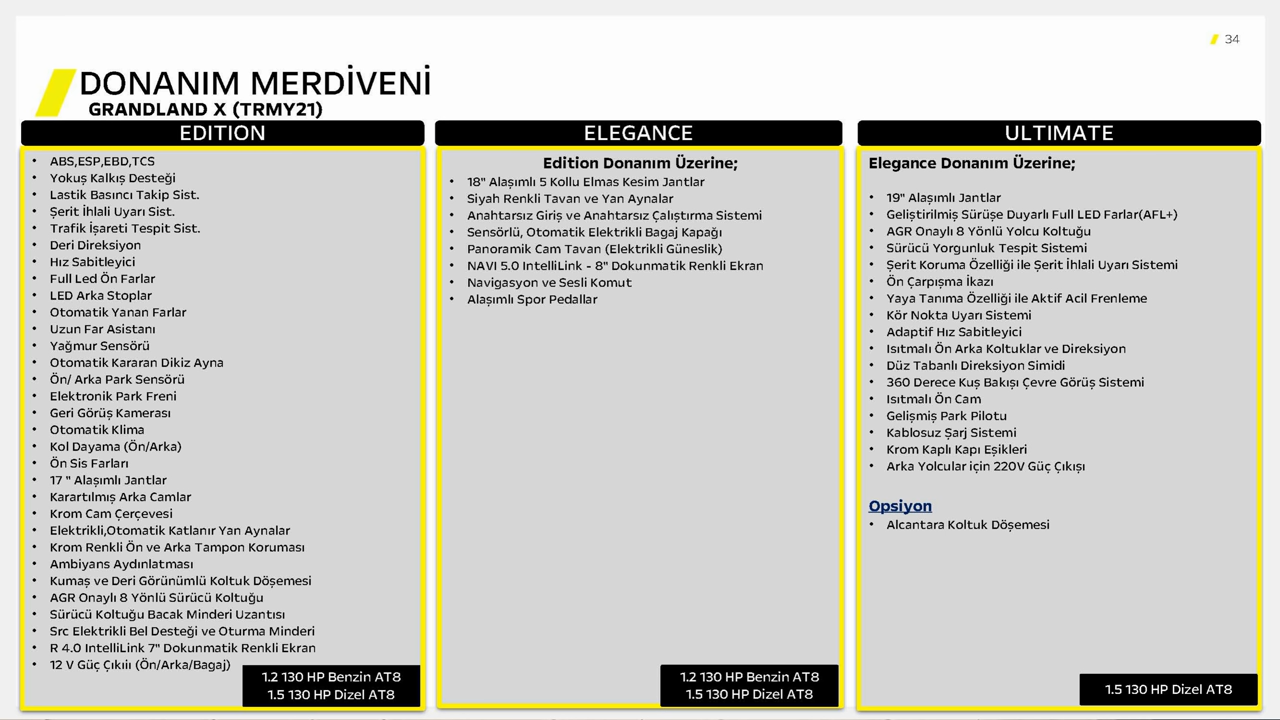 34
DONANIM MERDİVENİ
GRANDLAND X (TRMY21)
EDITION
• ABS,ESP,EBD,TCS
• Yokuş Kalkış Desteği
• Lastik Basıncı Takip Sist.
• Şerit İhlali Uyarı Sist.
• Trafik İşareti Tespit Sist.
• Deri Direksiyon
• Hız Sabitleyici
• Full Led Ön Farlar
• LED Arka Stoplar
• Otomatik Yanan Farlar
• Uzun Far Asistanı
• Yağmur Sensörü
• Otomatik Kararan Dikiz Ayna
• Ön/ Arka Park Sensörü
• Elektronik Park Freni
• Geri Görüş Kamerası
• Otomatik Klima
• Kol Dayama (Ön/Arka)
• Ön Sis Farları
• 17 " Alaşımlı Jantlar
• Karartılmış Arka Camlar
• Krom Cam Çerçevesi
• Elektrikli,Otomatik Katlanır Yan Aynalar
• Krom Renkli Ön ve Arka Tampon Koruması
• Ambiyans Aydınlatması
• Kumaş ve Deri Görünümlü Koltuk Döşemesi
• AGR Onaylı 8 Yönlü Sürücü Koltuğu
• Sürücü Koltuğu Bacak Minderi Uzantısı
• Src Elektrikli Bel Desteği ve Oturma Minderi
• R 4.0 IntelliLink 7" Dokunmatik Renkli Ekran
• 12 V Güç Çıkıiı (Ön/Arka/Bagaj)
1.2 130 HP Benzin AT8
1.5 130 HP Dizel AT8
ELEGANCE
Edition Donanım Üzerine;
• 18" Alaşımlı 5 Kollu Elmas Kesim Jantlar
• Siyah Renkli Tavan ve Yan Aynalar
• Anahtarsız Giriş ve Anahtarsız Çalıştırma Sistemi
• Sensörlü, Otomatik Elektrikli Bagaj Kapağı
• Panoramik Cam Tavan (Elektrikli Güneslik)
• NAVI 5.0 IntelliLink - 8" Dokunmatik Renkli Ekran
• Navigasyon ve Sesli Komut
• Alaşımlı Spor Pedallar
1.2 130 HP Benzin AT8
1.5 130 HP Dizel AT8
ULTIMATE
Elegance Donanım Üzerine;
• 19" Alaşımlı Jantlar
• Geliştirilmiş Sürüşe Duyarlı Full LED Farlar(AFL+)
• AGR Onaylı 8 Yönlü Yolcu Koltuğu
• Sürücü Yorgunluk Tespit Sistemi
• Şerit Koruma Özelliği ile Şerit İhlali Uyarı Sistemi
• Ön Çarpışma İkazı
• Yaya Tanıma Özelliği ile Aktif Acil Frenleme
• Kör Nokta Uyarı Sistemi
• Adaptif Hız Sabitleyici
• Isıtmalı Ön Arka Koltuklar ve Direksiyon
• Düz Tabanlı Direksiyon Simidi
• 360 Derece Kuş Bakışı Çevre Görüş Sistemi
• Isıtmalı Ön Cam
• Gelişmiş Park Pilotu
• Kablosuz Şarj Sistemi
• Krom Kaplı Kapı Eşikleri
• Arka Yolcular için 220V Güç Çıkışı
Opsiyon
• Alcantara Koltuk Döşemesi
1.5 130 HP Dizel AT8